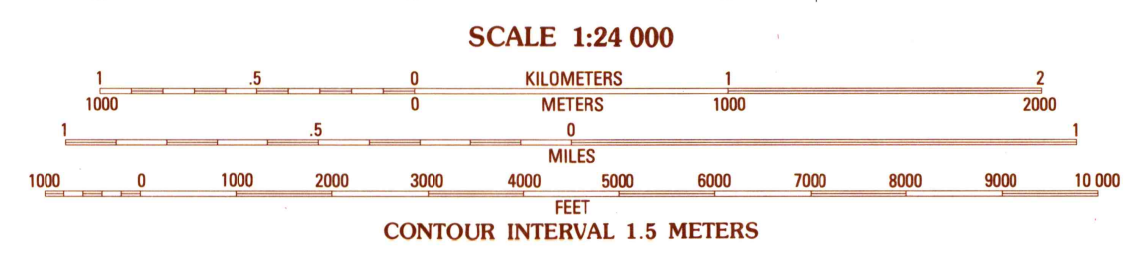 SCALE 1:24 000
1 .5 0 KILOMETERS 1 2
1000 0 METERS 1000 2000
1 .5 0 1
MILES
1000 0 1000 2000 3000 4000 5000 6000 7000 8000 9000 10 000
FEET
CONTOUR INTERVAL 1.5 METERS